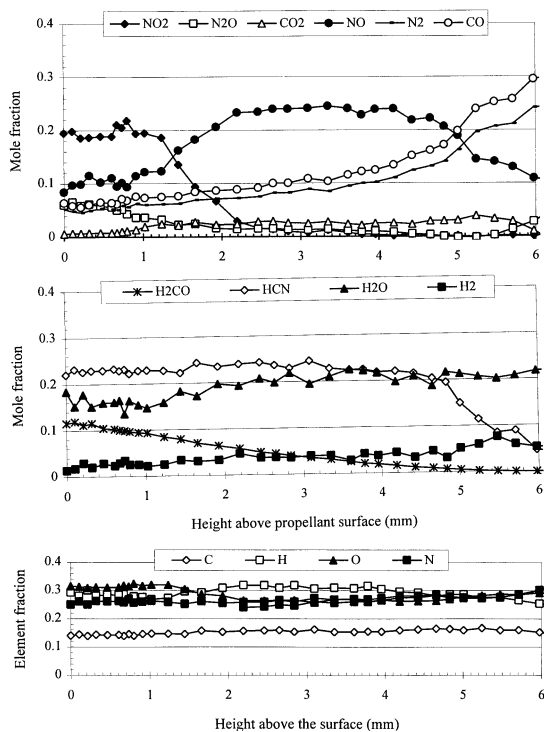 0.4
NO2 N2O CO2 NO N2 CO
0.3
0.2
0.1
0
Mole fraction
0 1 2 3 4 5 6
0.4
H2CO HCN H2O H2
0.3
0.2
0.1
0
Mole fraction
0 1 2 3 4 5 6
Height above propellant surface (mm)
0.4
C H O N
0.3
0.2
0.1
0
Element fraction
0 1 2 3 4 5 6
Height above the surface (mm)